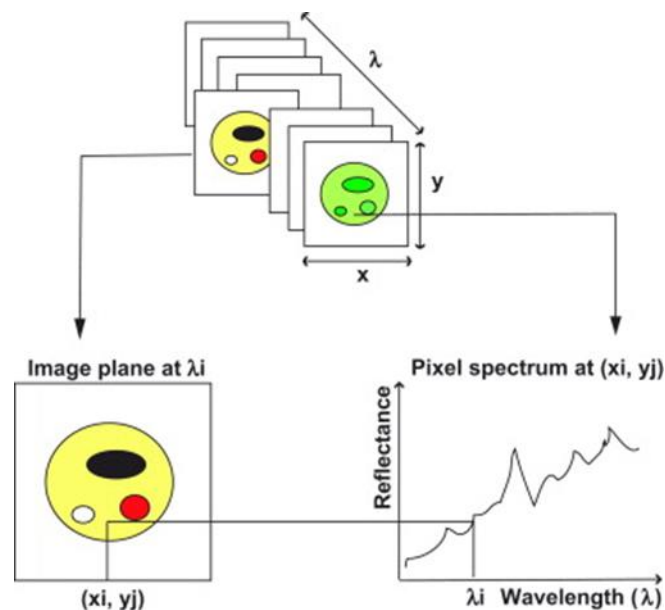 λ
y
x
Image plane at λi
Pixel spectrum at (xi, yj)
Reflectance
(xi, yj)
λi Wavelength (λ)